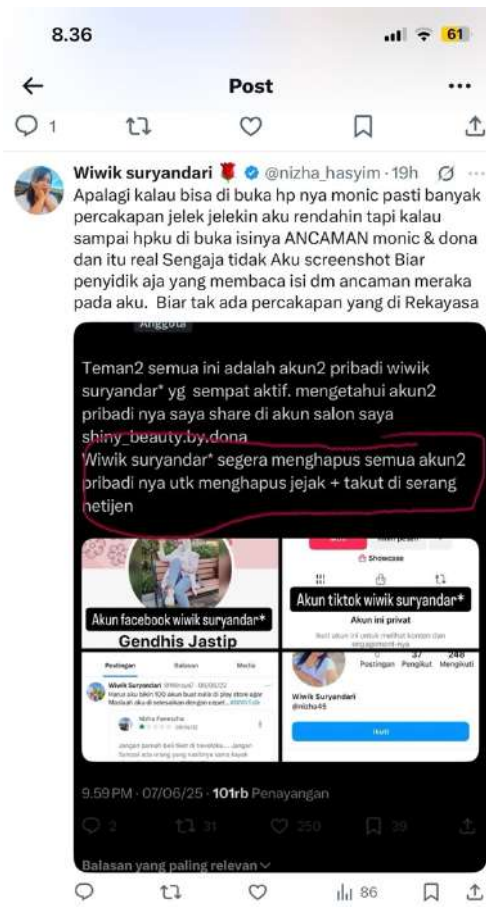 8.36
61
Post
1
Wiwik suryandari 🌹 @nizha_hasyim · 19h
Apalagi kalau bisa di buka hp nya monic pasti banyak
percakapan jelek jelekin aku rendahin tapi kalau
sampai hpku di buka isinya ANCAMAN monic & dona
dan itu real Sengaja tidak Aku screenshot Biar
penyidik aja yang membaca isi dm ancaman meraka
pada aku. Biar tak ada percakapan yang di Rekayasa
Anggota
Teman2 semua ini adalah akun2 pribadi wiwik
suryandar* yg sempat aktif. mengetahui akun2
pribadi nya saya share di akun salon saya
shiny_beauty.by.dona
Wiwik suryandar* segera menghapus semua akun2
pribadi nya utk menghapus jejak + takut di serang
netijen
Akun facebook wiwik suryandar*
Gendhis Jastip
Postingan Balasan Media
Wiwik Suryandari
Showcase
Akun tiktok wiwik suryandar*
Akun ini privat
0 37 248
Postingan Pengikut Mengikuti
Wiwik Suryandari
@nizha45
Ikuti
9.59 PM · 07/06/25 · 101rb Penayangan
2 31 250 39
Balasan yang paling relevan
86